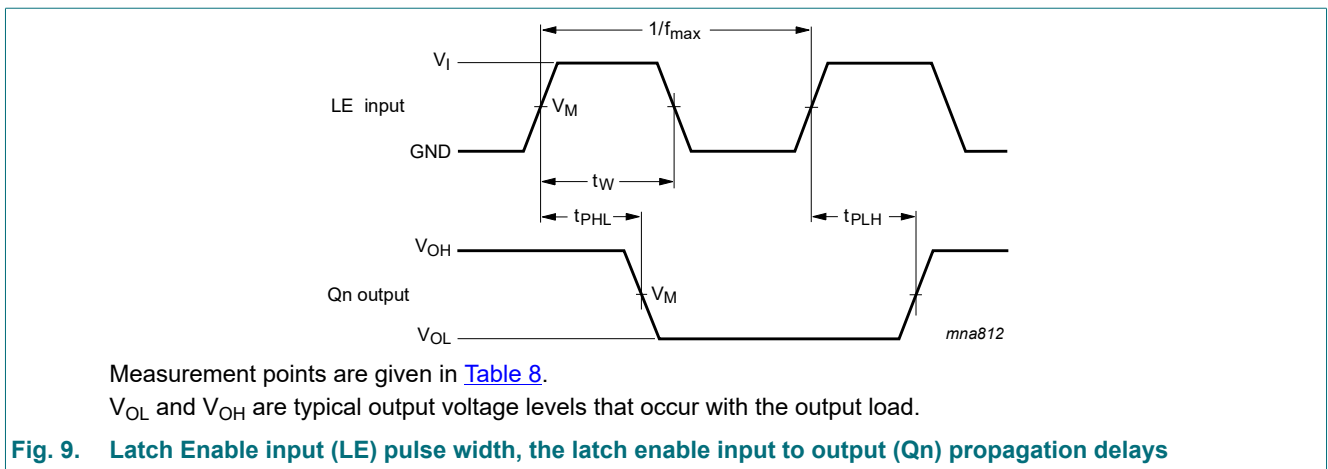 1/fmax
VI
LE input
VM
GND
tW
tPHL
tPLH
VOH
Qn output
VM
VOL
mna812
Measurement points are given in Table 8.
VOL and VOH are typical output voltage levels that occur with the output load.
Fig. 9. Latch Enable input (LE) pulse width, the latch enable input to output (Qn) propagation delays